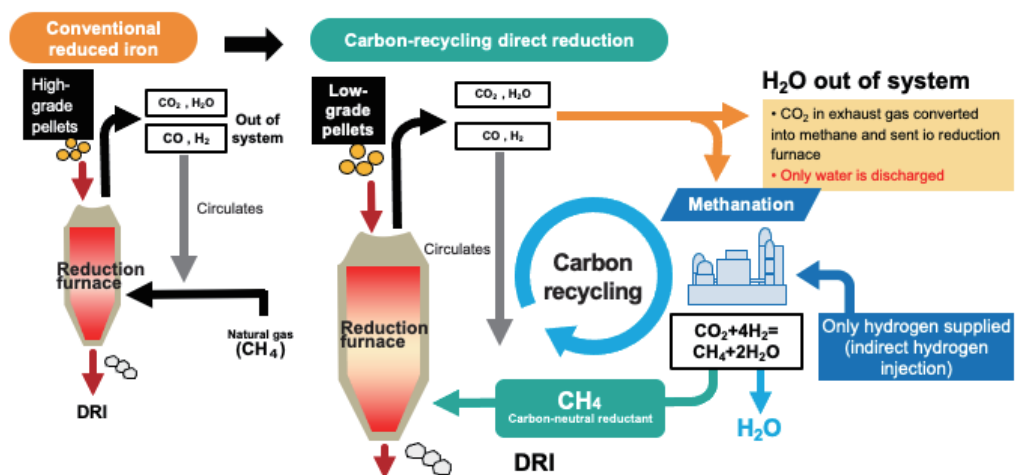 Conventional
reduced iron
High-
grade
pellets
CO₂ , H₂O
CO , H₂
Out of
system
Circulates
Reduction
furnace
Natural gas
(CH₄)
DRI
Carbon-recycling direct reduction
Low-
grade
pellets
CO₂ , H₂O
CO , H₂
Circulates
Reduction
furnace
DRI
Carbon
recycling
H₂O out of system
• CO₂ in exhaust gas converted
into methane and sent io reduction
furnace
• Only water is discharged
Methanation
Only hydrogen supplied
(indirect hydrogen
injection)
CO₂+4H₂=
CH₄+2H₂O
CH₄
Carbon-neutral reductant
H₂O